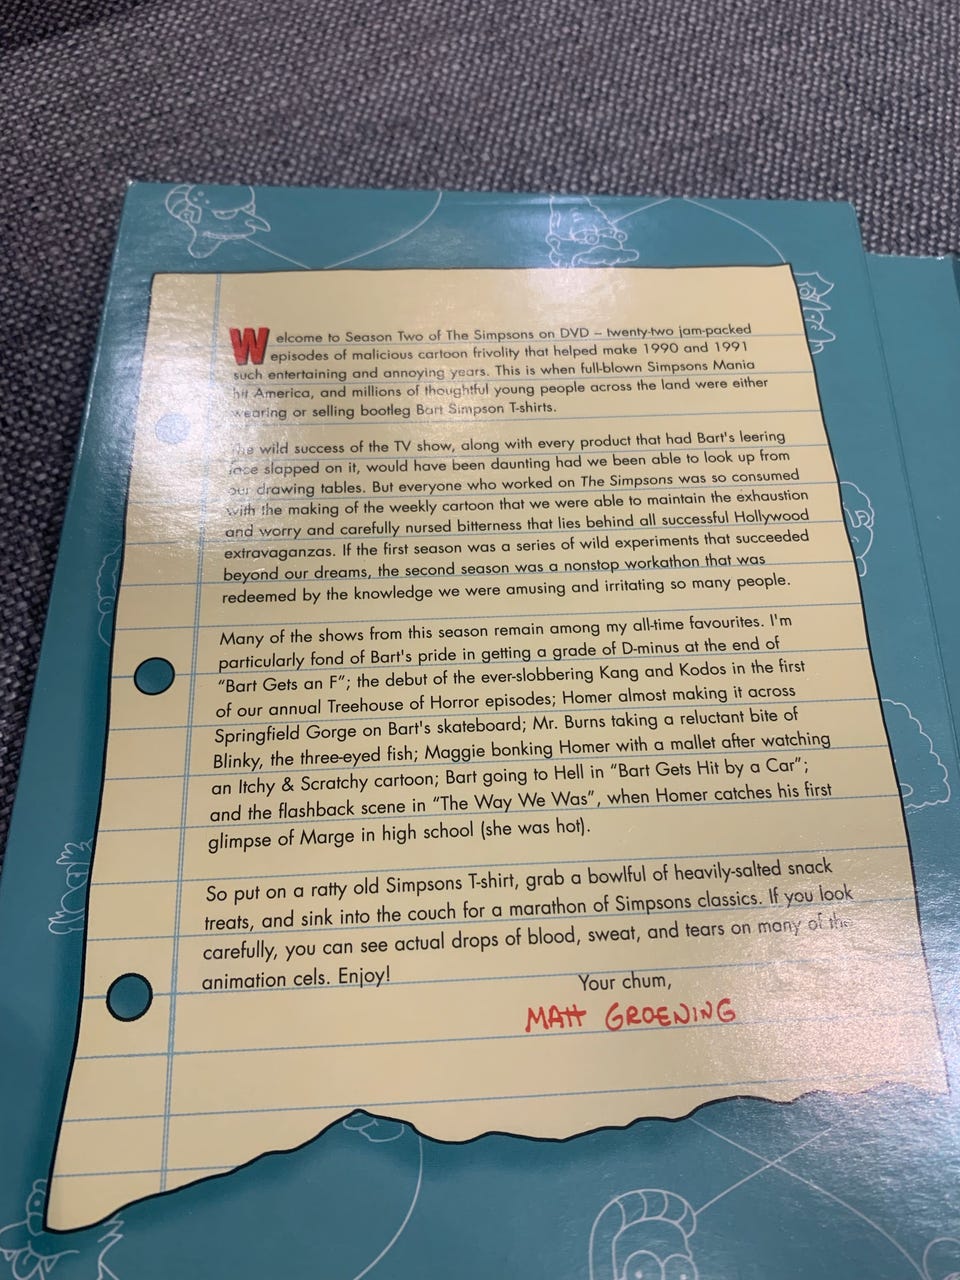 Welcome to Season Two of The Simpsons on DVD – twenty-two jam-packed
episodes of malicious cartoon frivolity that helped make 1990 and 1991
such entertaining and annoying years. This is when full-blown Simpsons Mania
hit America, and millions of thoughtful young people across the land were either
wearing or selling bootleg Bart Simpson T-shirts.
The wild success of the TV show, along with every product that had Bart's leering
face slapped on it, would have been daunting had we been able to look up from
our drawing tables. But everyone who worked on The Simpsons was so consumed
with the making of the weekly cartoon that we were able to maintain the exhaustion
and worry and carefully nursed bitterness that lies behind all successful Hollywood
extravaganzas. If the first season was a series of wild experiments that succeeded
beyond our dreams, the second season was a nonstop workathon that was
redeemed by the knowledge we were amusing and irritating so many people.
Many of the shows from this season remain among my all-time favourites. I'm
particularly fond of Bart's pride in getting a grade of D-minus at the end of
“Bart Gets an F”; the debut of the ever-slobbering Kang and Kodos in the first
of our annual Treehouse of Horror episodes; Homer almost making it across
Springfield Gorge on Bart's skateboard; Mr. Burns taking a reluctant bite of
Blinky, the three-eyed fish; Maggie bonking Homer with a mallet after watching
an Itchy & Scratchy cartoon; Bart going to Hell in “Bart Gets Hit by a Car”;
and the flashback scene in “The Way We Was”, when Homer catches his first
glimpse of Marge in high school (she was hot).
So put on a ratty old Simpsons T-shirt, grab a bowlful of heavily-salted snack
treats, and sink into the couch for a marathon of Simpsons classics. If you look
carefully, you can see actual drops of blood, sweat, and tears on many of the
animation cels. Enjoy!
Your chum,
MATT GROENING